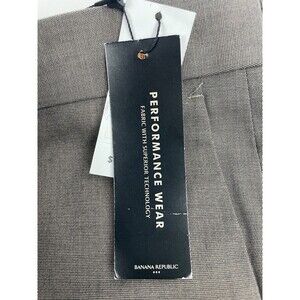 PERFORMANCE WEAR
FABRIC WITH SUPERIOR TECHNOLOGY
BANANA REPUBLIC
$